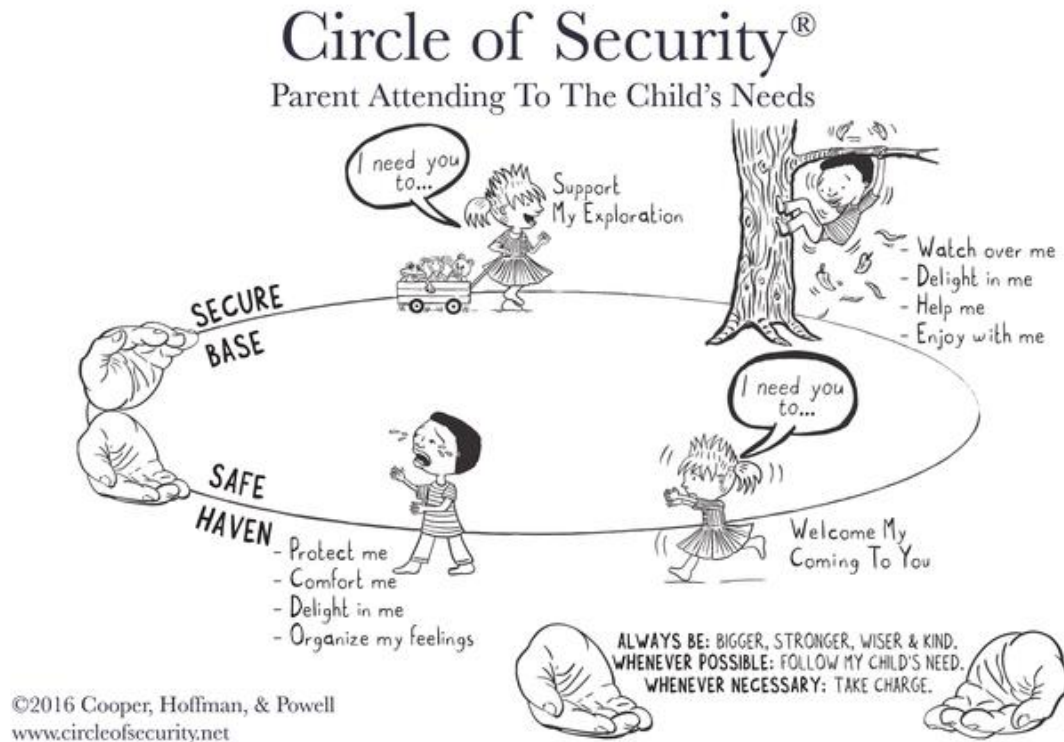 Circle of Security®
Parent Attending To The Child's Needs
I need you
to...
Support
My Exploration
- Watch over me
- Delight in me
- Help me
- Enjoy with me
SECURE
BASE
I need you
to...
SAFE
HAVEN
- Protect me
- Comfort me
- Delight in me
- Organize my feelings
Welcome My
Coming To You
ALWAYS BE: BIGGER, STRONGER, WISER & KIND.
WHENEVER POSSIBLE: FOLLOW MY CHILD'S NEED.
WHENEVER NECESSARY: TAKE CHARGE.
©2016 Cooper, Hoffman, & Powell
www.circleofsecurity.net